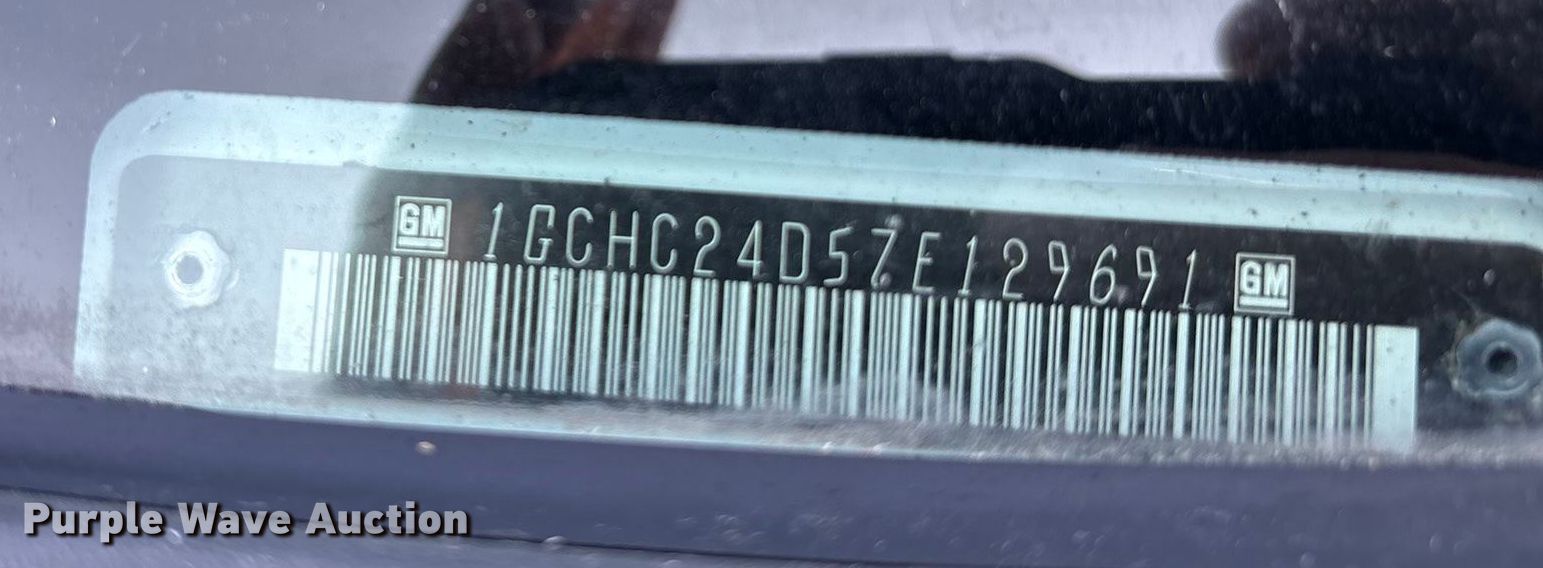 GM 1GCHC24D57E129691 GM
Purple Wave Auction